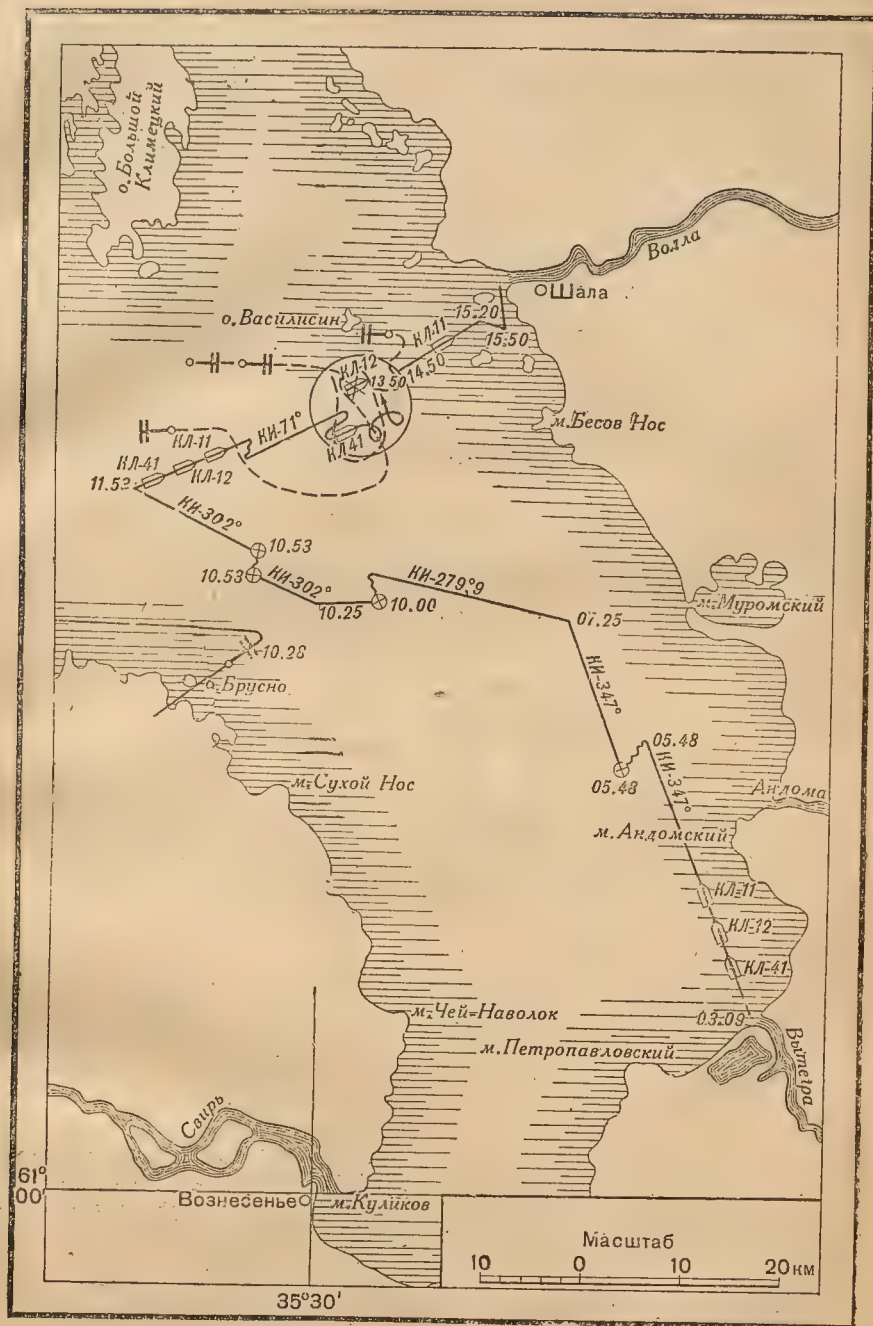 о. Большой
Климецкий
Волла
Шала
о. Василисин
15.20
15.50
КЛ-11
14.50
КЛ-12
13.50
м. Бесов Нос
КИ-71°
КЛ-11
КЛ-41
КЛ-12
КЛ41
11.53
КИ-302°
10.53
10.53
КИ-302°
КИ-279°,9
10.25
10.00
07.25
м. Муромский
10.28
о. Брусно
КИ-347°
05.48
05.48
КИ-347°
м. Сухой Нос
Андома
м. Андомский
КЛ-11
КЛ-12
КЛ-41
м. Чей=Наволок
03.09
м. Петропавловский
Вытегра
Свирь
61°
00'
Вознесенье
м. Куликов
Масштаб
10 0 10 20 км
35°30'